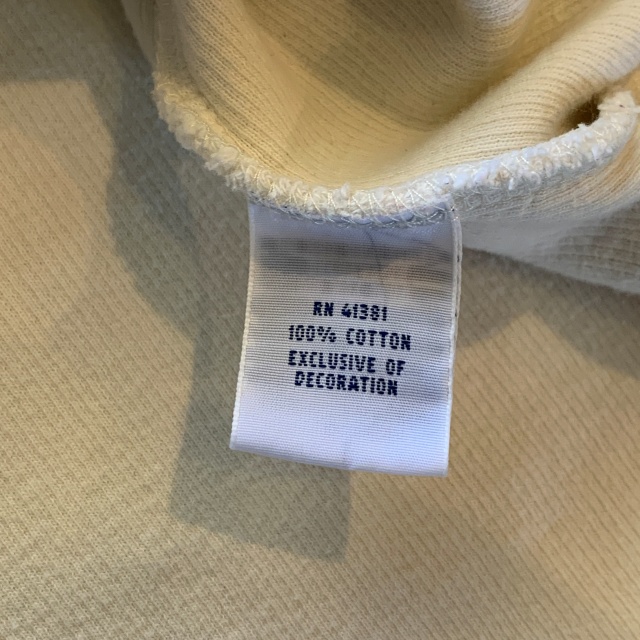 RN 41381
100% COTTON
EXCLUSIVE OF
DECORATION